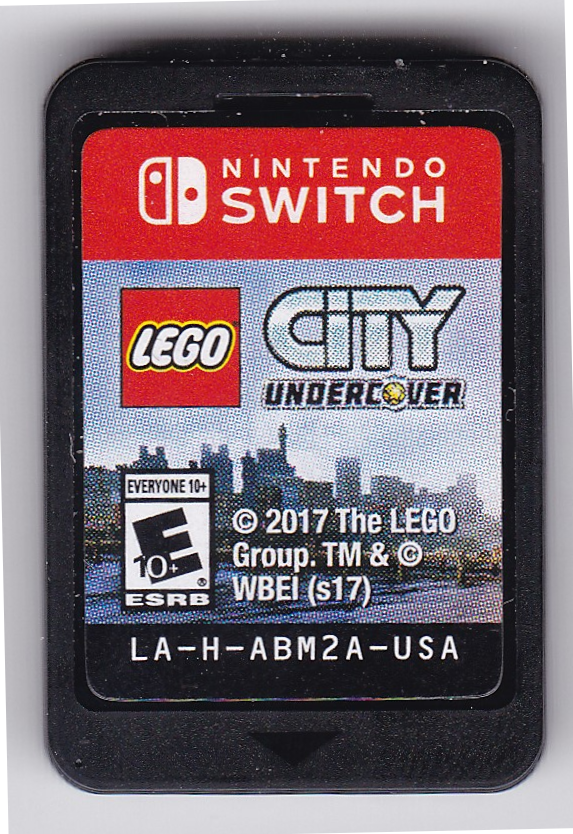 NINTENDO
SWITCH
LEGO
CITY
UNDERCOVER
EVERYONE 10+
E
10+
®
ESRB
© 2017 The LEGO
Group. TM & ©
WBEI (s17)
LA-H-ABM2A-USA